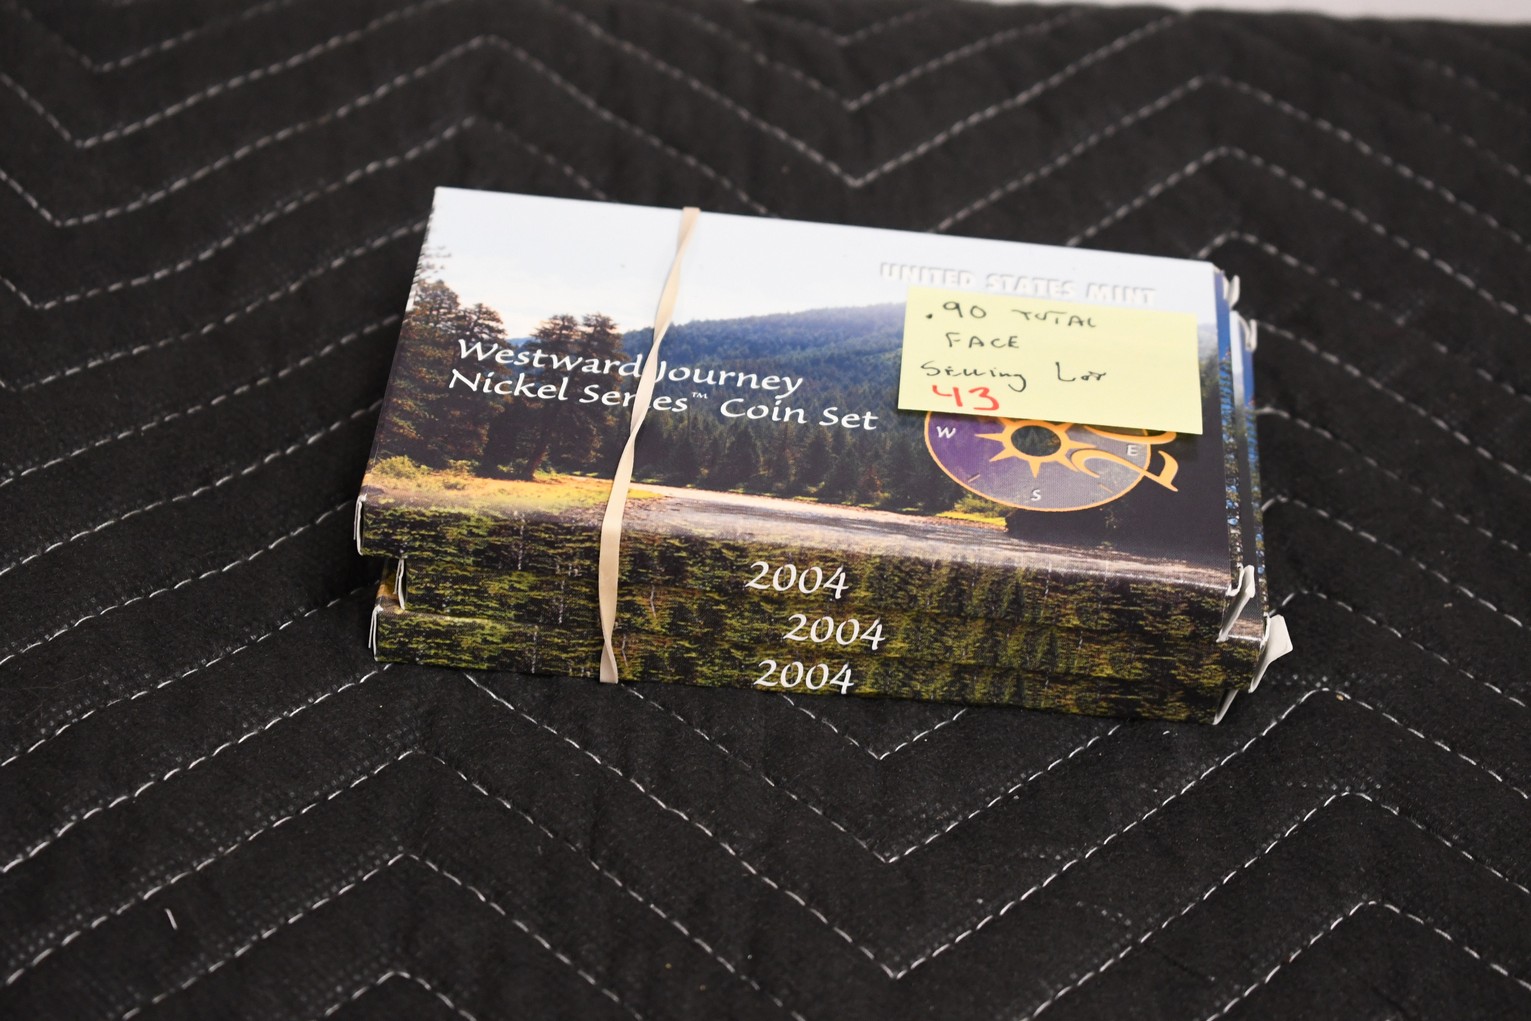 UNITED STATES MINT
.90 TOTAL
FACE
Selling Lot
43
Westward Journey
Nickel Series™ Coin Set
W
E
S
2004
2004
2004